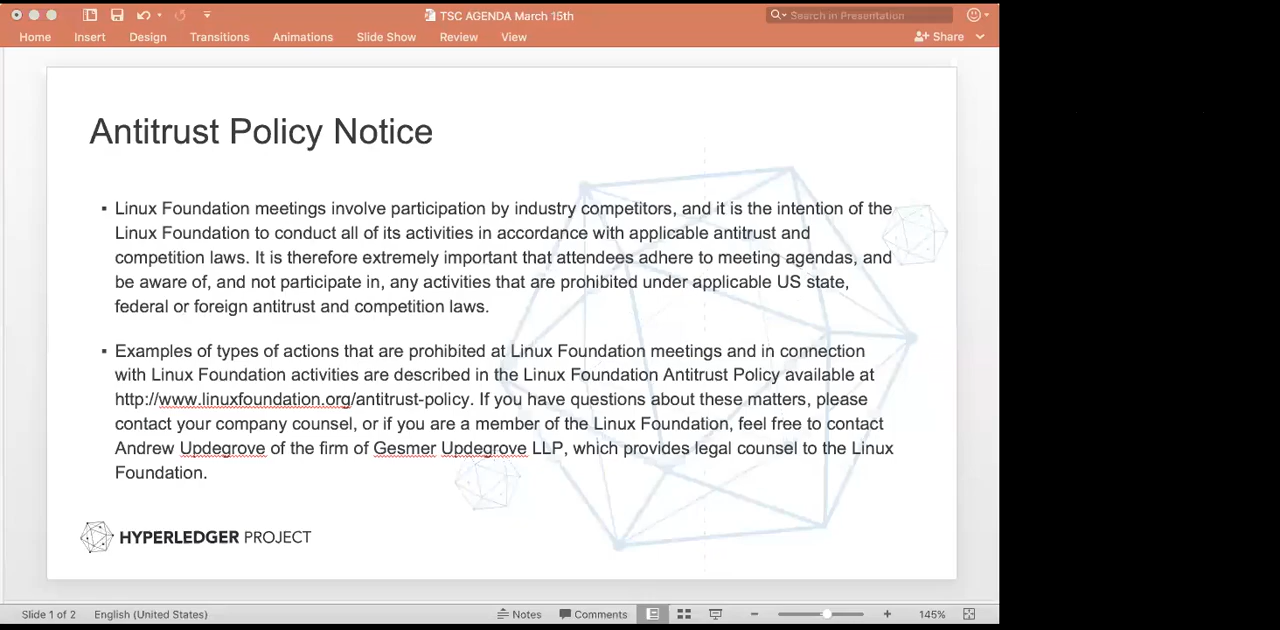 TSC AGENDA March 15th
Search in Presentation
Home Insert Design Transitions Animations Slide Show Review View Share
Antitrust Policy Notice
▪ Linux Foundation meetings involve participation by industry competitors, and it is the intention of the
Linux Foundation to conduct all of its activities in accordance with applicable antitrust and
competition laws. It is therefore extremely important that attendees adhere to meeting agendas, and
be aware of, and not participate in, any activities that are prohibited under applicable US state,
federal or foreign antitrust and competition laws.
▪ Examples of types of actions that are prohibited at Linux Foundation meetings and in connection
with Linux Foundation activities are described in the Linux Foundation Antitrust Policy available at
http://www.linuxfoundation.org/antitrust-policy. If you have questions about these matters, please
contact your company counsel, or if you are a member of the Linux Foundation, feel free to contact
Andrew Updegrove of the firm of Gesmer Updegrove LLP, which provides legal counsel to the Linux
Foundation.
HYPERLEDGER PROJECT
Slide 1 of 2 English (United States) Notes Comments 145%